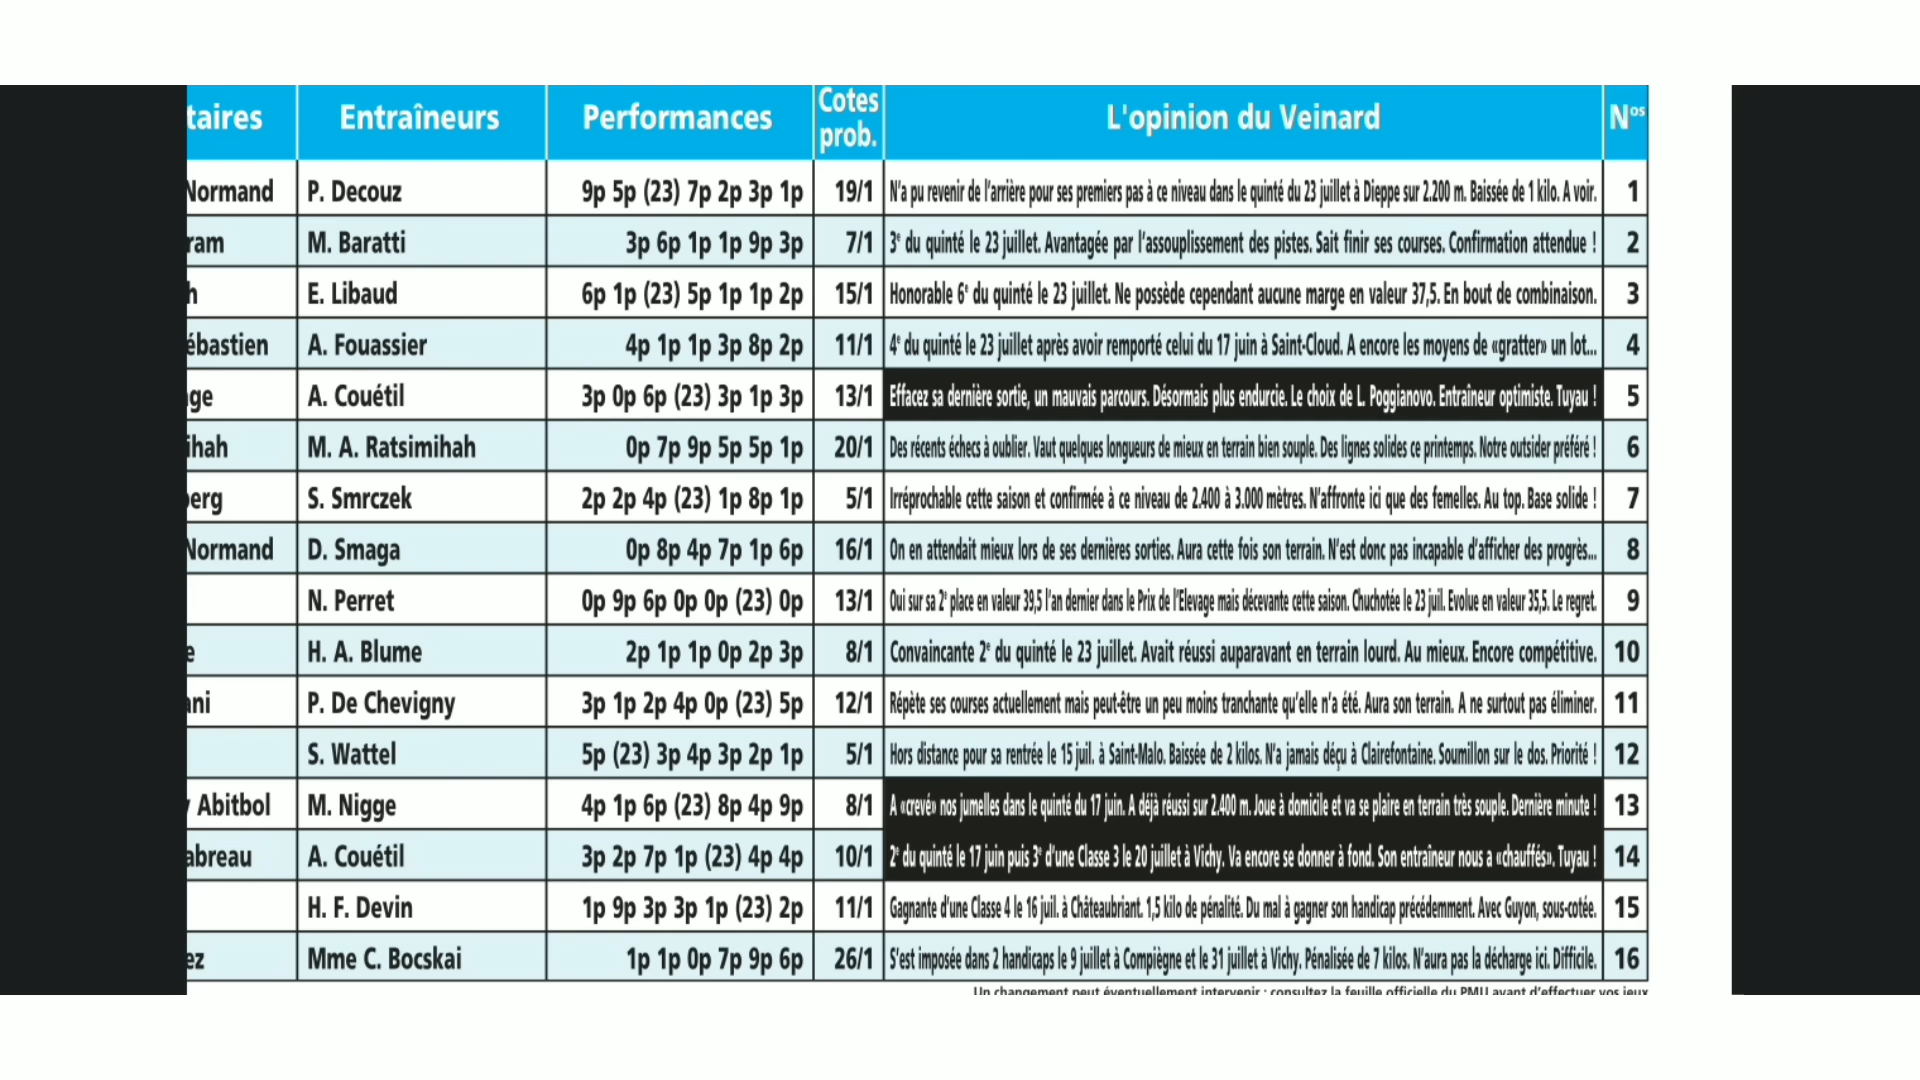 taires Entraîneurs Performances Cotes prob. L'opinion du Veinard Nos
Normand P. Decouz 9p 5p (23) 7p 2p 3p 1p 19/1 N'a pu revenir de l'arrière pour ses premiers pas à ce niveau dans le quinté du 23 juillet à Dieppe sur 2.200 m. Baissée de 1 kilo. A voir. 1
ram M. Baratti 3p 6p 1p 1p 9p 3p 7/1 3e du quinté le 23 juillet. Avantagée par l'assouplissement des pistes. Sait finir ses courses. Confirmation attendue ! 2
h E. Libaud 6p 1p (23) 5p 1p 1p 2p 15/1 Honorable 6e du quinté le 23 juillet. Ne possède cependant aucune marge en valeur 37,5. En bout de combinaison. 3
ébastien A. Fouassier 4p 1p 1p 3p 8p 2p 11/1 4e du quinté le 23 juillet après avoir remporté celui du 17 juin à Saint-Cloud. A encore les moyens de «gratter» un lot... 4
ge A. Couétil 3p 0p 6p (23) 3p 1p 3p 13/1 Effacez sa dernière sortie, un mauvais parcours. Désormais plus endurcie. Le choix de L. Poggianovo. Entraîneur optimiste. Tuyau ! 5
ihah M. A. Ratsimihah 0p 7p 9p 5p 5p 1p 20/1 Des récents échecs à oublier. Vaut quelques longueurs de mieux en terrain bien souple. Des lignes solides ce printemps. Notre outsider préféré ! 6
berg S. Smrczek 2p 2p 4p (23) 1p 8p 1p 5/1 Irréprochable cette saison et confirmée à ce niveau de 2.400 à 3.000 mètres. N'affronte ici que des femelles. Au top. Base solide ! 7
Normand D. Smaga 0p 8p 4p 7p 1p 6p 16/1 On en attendait mieux lors de ses dernières sorties. Aura cette fois son terrain. N'est donc pas incapable d'afficher des progrès... 8
N. Perret 0p 9p 6p 0p 0p (23) 0p 13/1 Oui sur sa 2e place en valeur 39,5 l'an dernier dans le Prix de l'Elevage mais décevante cette saison. Chuchotée le 23 juil. Evolue en valeur 35,5. Le regret. 9
e H. A. Blume 2p 1p 1p 0p 2p 3p 8/1 Convaincante 2e du quinté le 23 juillet. Avait réussi auparavant en terrain lourd. Au mieux. Encore compétitive. 10
ani P. De Chevigny 3p 1p 2p 4p 0p (23) 5p 12/1 Répète ses courses actuellement mais peut-être un peu moins tranchante qu'elle n'a été. Aura son terrain. A ne surtout pas éliminer. 11
S. Wattel 5p (23) 3p 4p 3p 2p 1p 5/1 Hors distance pour sa rentrée le 15 juil. à Saint-Malo. Baissée de 2 kilos. N'a jamais déçu à Clairefontaine. Soumillon sur le dos. Priorité ! 12
y Abitbol M. Nigge 4p 1p 6p (23) 8p 4p 9p 8/1 A «crevé» nos jumelles dans le quinté du 17 juin. A déjà réussi sur 2.400 m. Joue à domicile et va se plaire en terrain très souple. Dernière minute ! 13
abreau A. Couétil 3p 2p 7p 1p (23) 4p 4p 10/1 2e du quinté le 17 juin puis 3e d'une Classe 3 le 20 juillet à Vichy. Va encore se donner à fond. Son entraîneur nous a «chauffés». Tuyau ! 14
H. F. Devin 1p 9p 3p 3p 1p (23) 2p 11/1 Gagnante d'une Classe 4 le 16 juil. à Châteaubriant. 1,5 kilo de pénalité. Du mal à gagner son handicap précédemment. Avec Guyon, sous-cotée. 15
ez Mme C. Bocskai 1p 1p 0p 7p 9p 6p 26/1 S'est imposée dans 2 handicaps le 9 juillet à Compiègne et le 31 juillet à Vichy. Pénalisée de 7 kilos. N'aura pas la décharge ici. Difficile. 16
Un changement peut éventuellement intervenir : consultez la feuille officielle du PMU avant d'effectuer vos jeux